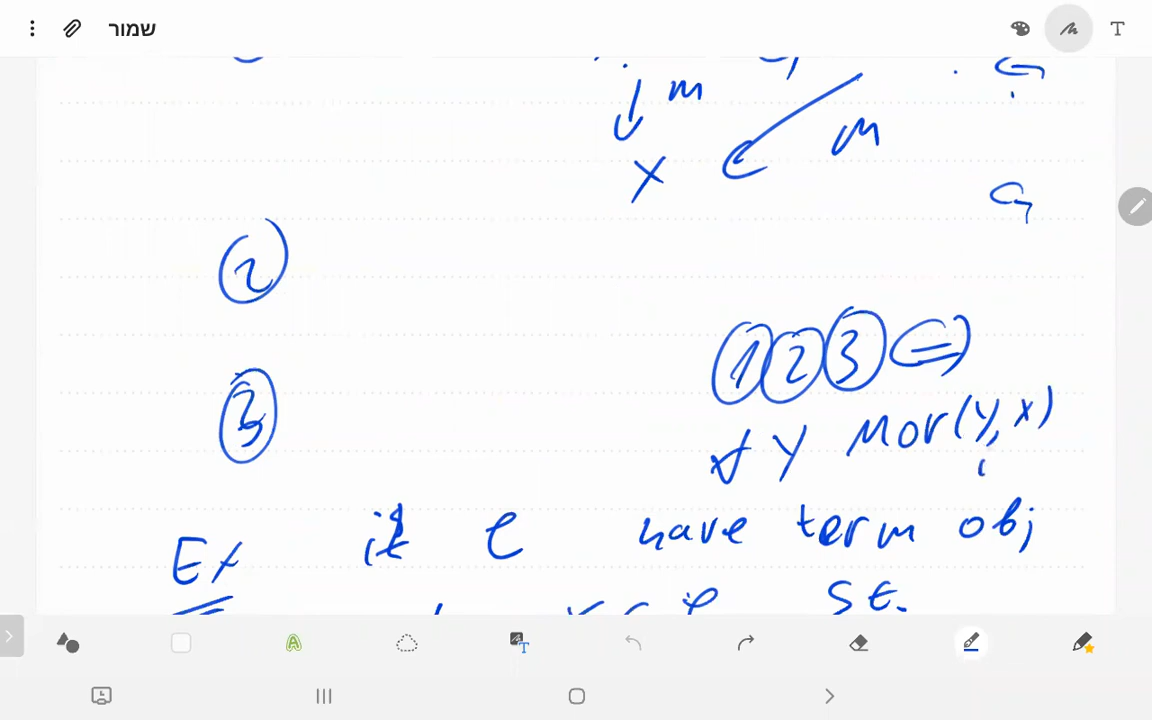 שמור
m
m
X
G
2
1 2 3 <=>
3
∀ y Mor(y, x)
Ex if C have term obj
s t.